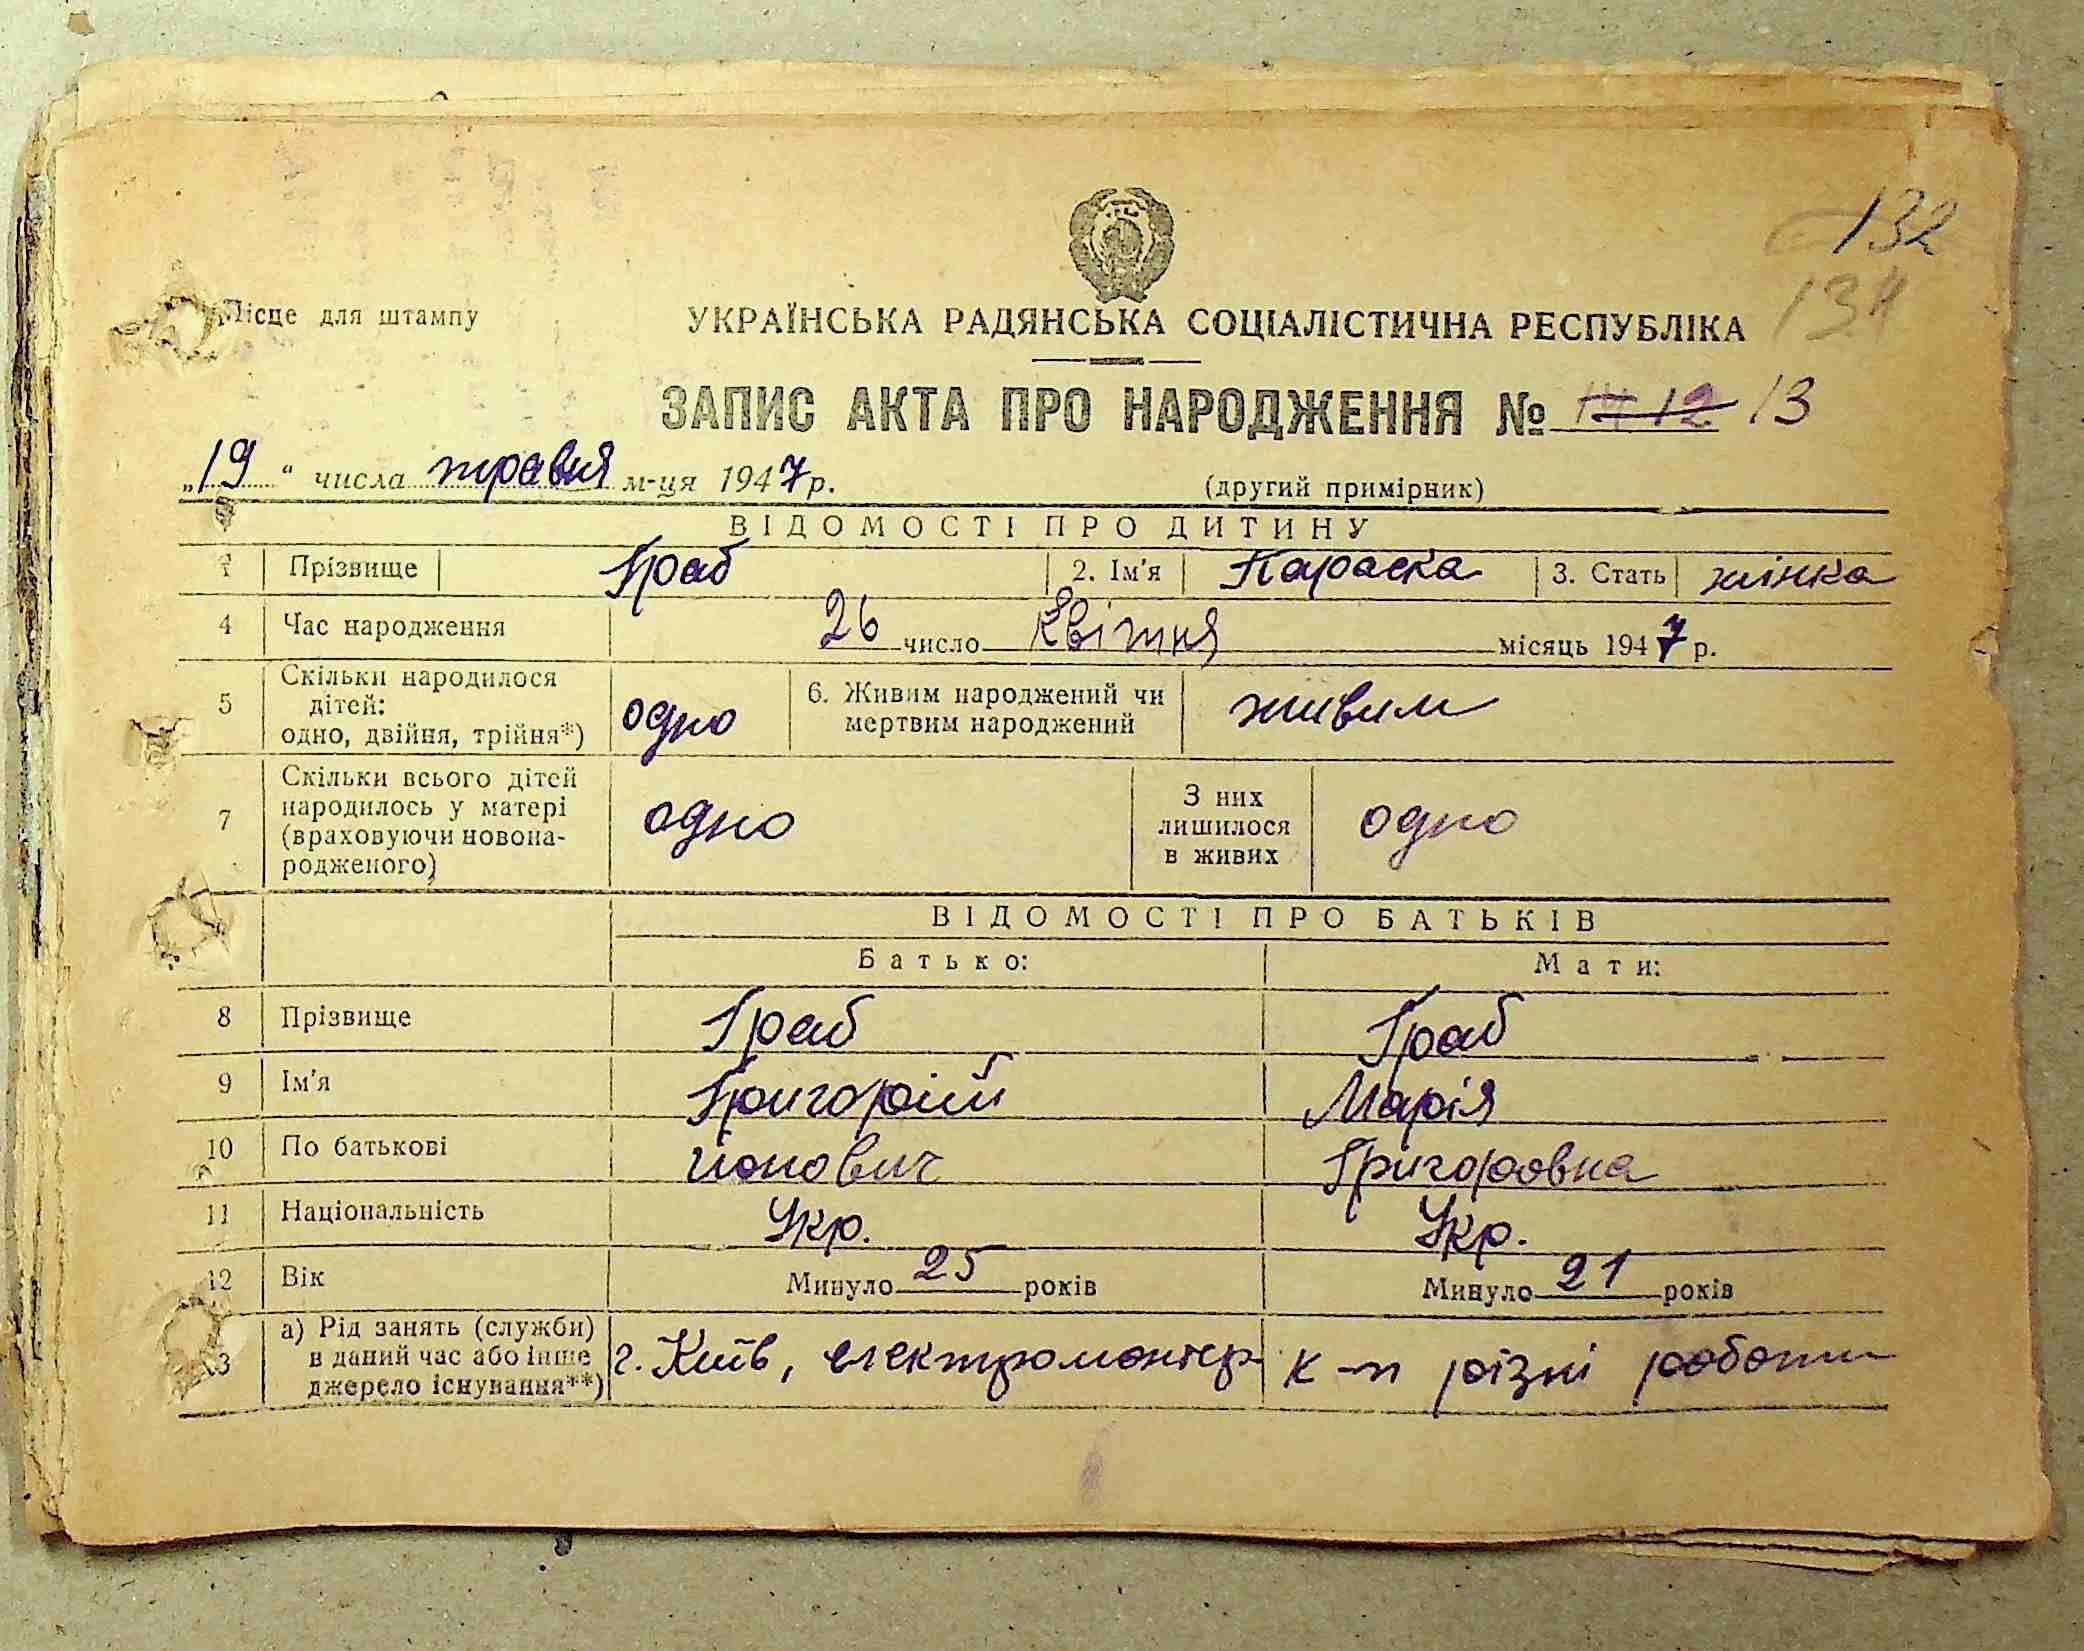 132
134
Місце для штампу
УКРАЇНСЬКА РАДЯНСЬКА СОЦІАЛІСТИЧНА РЕСПУБЛІКА
ЗАПИС АКТА ПРО НАРОДЖЕННЯ № 12 13
„19“ числа травня м-ця 1947 р. (другий примірник)
ВІДОМОСТІ ПРО ДИТИНУ
1 Прізвище Граб 2. Ім'я Параска 3. Стать жінка
4 Час народження 26 число Квітня місяць 1947 р.
5 Скільки народилося дітей: одно, двійня, трійня*) одно 6. Живим народжений чи мертвим народжений живим
7 Скільки всього дітей народилось у матері (враховуючи новонародженого) одно З них лишилося в живих одно
ВІДОМОСТІ ПРО БАТЬКІВ
Батько: Мати:
8 Прізвище Граб Граб
9 Ім'я Григорій Марія
10 По батькові Йонович Григоровна
11 Національність Укр. Укр.
12 Вік Минуло 25 років Минуло 21 років
13 а) Рід занять (служби) в даний час або інше джерело існування**) г. Київ, електромонтер к-п різні роботи